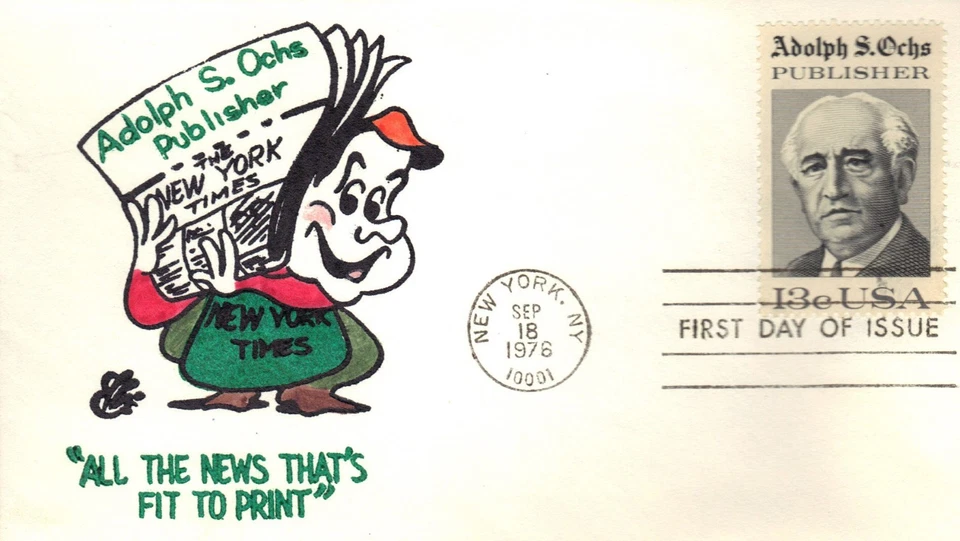 Adolph S. Ochs
Publisher
THE
NEW YORK
TIMES
NEW YORK
TIMES
"ALL THE NEWS THAT'S
FIT TO PRINT"
NEW YORK, NY
SEP
18
1976
10001
Adolph S. Ochs
PUBLISHER
13c USA
FIRST DAY OF ISSUE